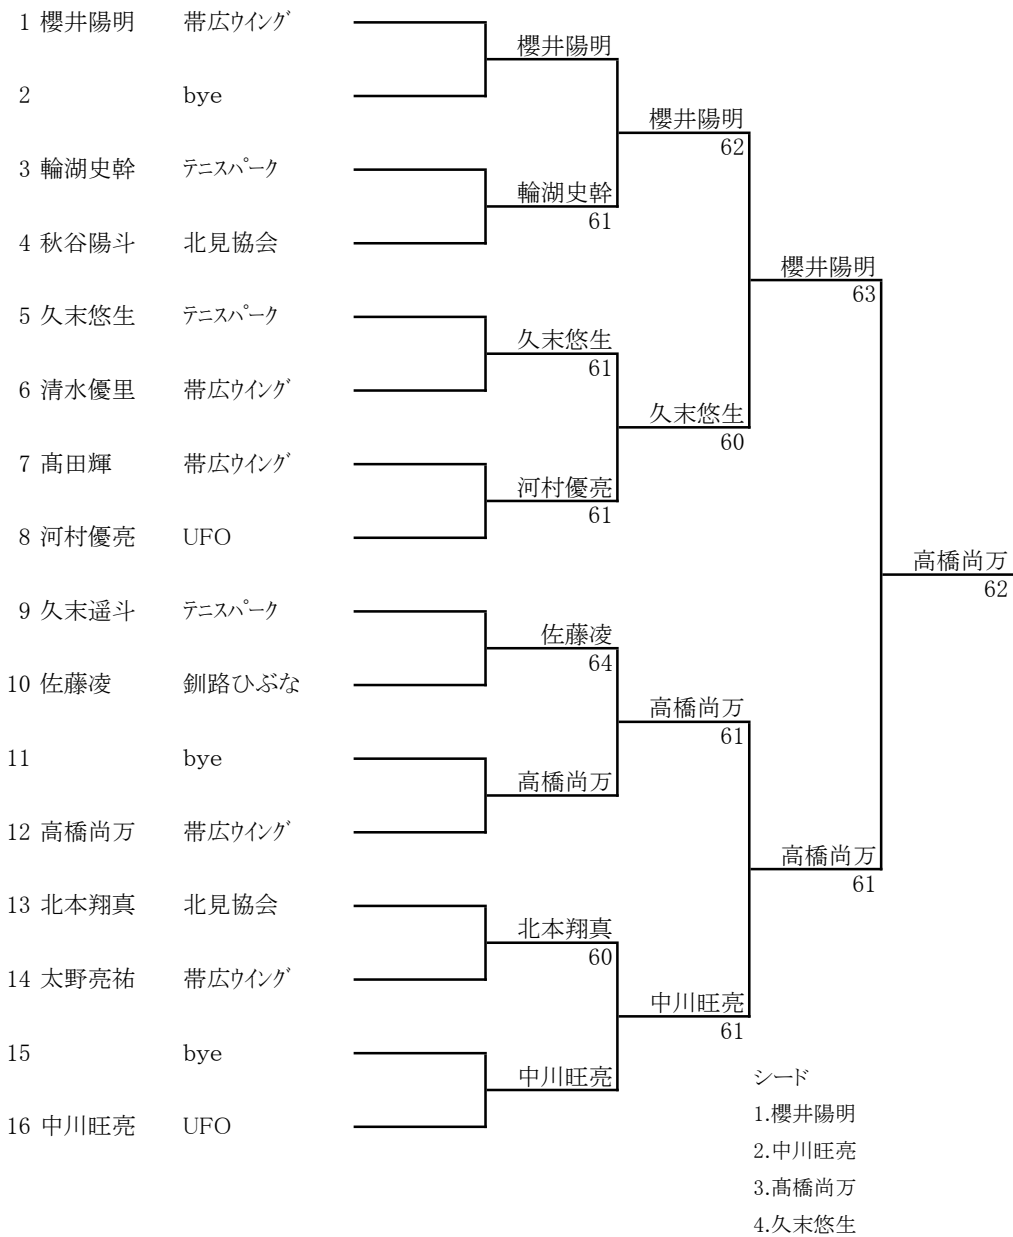 1 櫻井陽明 帯広ウイング
櫻井陽明
2 bye
櫻井陽明
62
3 輪湖史幹 テニスパーク
輪湖史幹
61
4 秋谷陽斗 北見協会
櫻井陽明
63
5 久末悠生 テニスパーク
久末悠生
61
6 清水優里 帯広ウイング
久末悠生
60
7 髙田輝 帯広ウイング
河村優亮
61
8 河村優亮 UFO
高橋尚万
62
9 久末遥斗 テニスパーク
佐藤凌
64
10 佐藤凌 釧路ひぶな
高橋尚万
61
11 bye
高橋尚万
12 高橋尚万 帯広ウイング
高橋尚万
61
13 北本翔真 北見協会
北本翔真
60
14 太野亮祐 帯広ウイング
中川旺亮
61
15 bye
中川旺亮
16 中川旺亮 UFO
シード
1.櫻井陽明
2.中川旺亮
3.髙橋尚万
4.久末悠生